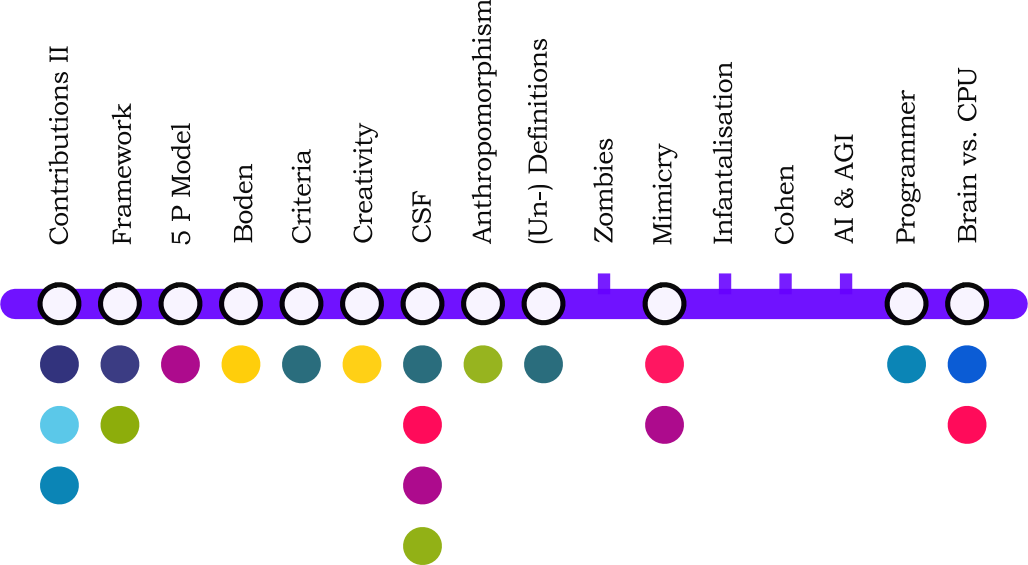 Contributions II
Framework
5 P Model
Boden
Criteria
Creativity
CSF
Anthropomorphism
(Un-) Definitions
Zombies
Mimicry
Infantalisation
Cohen
AI & AGI
Programmer
Brain vs. CPU